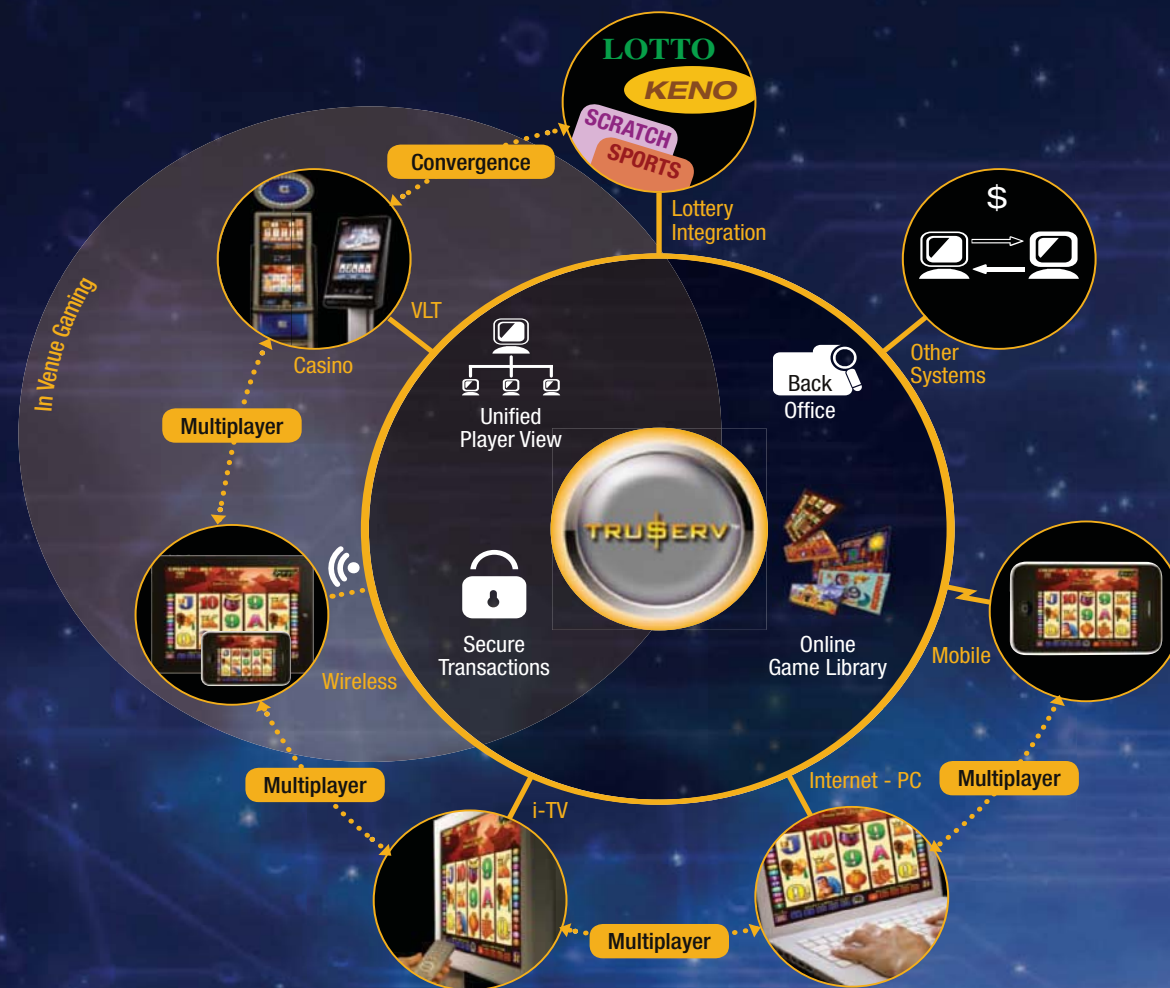 LOTTO
KENO
SCRATCH
SPORTS
Convergence
Lottery
Integration
$
Other
Systems
In Venue Gaming
VLT
Casino
Multiplayer
Unified
Player View
Back
Office
TRU$ERV
Secure
Transactions
Online
Game Library
Wireless
Mobile
Multiplayer
i-TV
Internet - PC
Multiplayer
Multiplayer